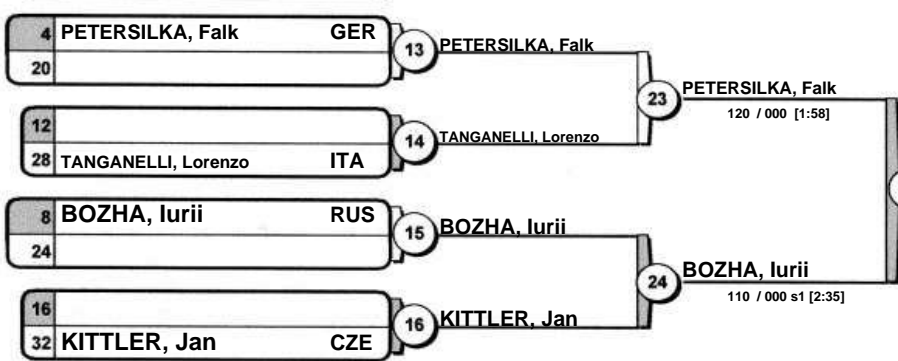 4 PETERSILKA, Falk GER
20
13 PETERSILKA, Falk
12
28 TANGANELLI, Lorenzo ITA
14 TANGANELLI, Lorenzo
23 PETERSILKA, Falk
120 / 000 [1:58]
8 BOZHA, Iurii RUS
24
15 BOZHA, Iurii
16
32 KITTLER, Jan CZE
16 KITTLER, Jan
24 BOZHA, Iurii
110 / 000 s1 [2:35]